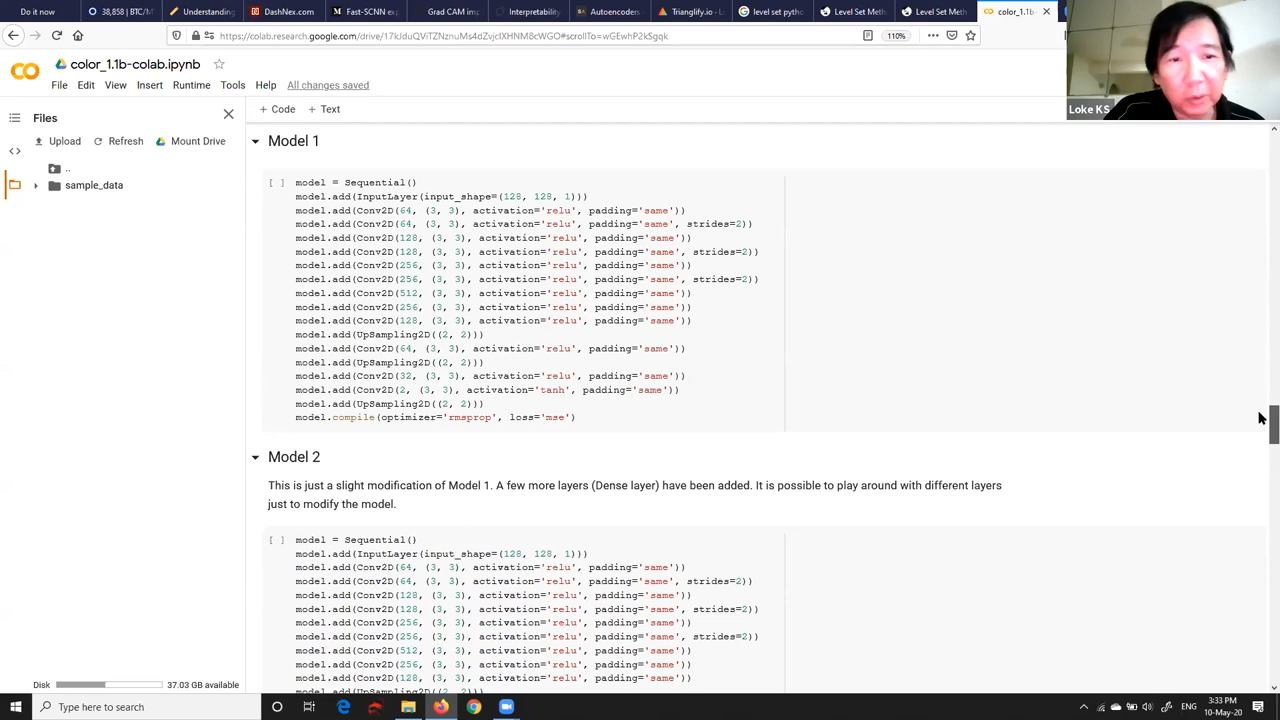 Do it now
38,858 | BTC/M
Understanding
DashNex.com
Fast-SCNN exp
Grad CAM imp
Interpretability
Autoencoders
Trianglify.io - L
level set pytho
Level Set Meth
Level Set Meth
color_1.1b-
https://colab.research.google.com/drive/
110%
color_1.1b-colab.ipynb
File Edit View Insert Runtime Tools Help All changes saved
Loke KS
+ Code + Text
Files
Upload Refresh Mount Drive
..
sample_data
Model 1
[ ] model = Sequential()
model.add(InputLayer(input_shape=(128, 128, 1)))
model.add(Conv2D(64, (3, 3), activation='relu', padding='same'))
model.add(Conv2D(64, (3, 3), activation='relu', padding='same', strides=2))
model.add(Conv2D(128, (3, 3), activation='relu', padding='same'))
model.add(Conv2D(128, (3, 3), activation='relu', padding='same', strides=2))
model.add(Conv2D(256, (3, 3), activation='relu', padding='same'))
model.add(Conv2D(256, (3, 3), activation='relu', padding='same', strides=2))
model.add(Conv2D(512, (3, 3), activation='relu', padding='same'))
model.add(Conv2D(256, (3, 3), activation='relu', padding='same'))
model.add(Conv2D(128, (3, 3), activation='relu', padding='same'))
model.add(UpSampling2D((2, 2)))
model.add(Conv2D(64, (3, 3), activation='relu', padding='same'))
model.add(UpSampling2D((2, 2)))
model.add(Conv2D(32, (3, 3), activation='relu', padding='same'))
model.add(Conv2D(2, (3, 3), activation='tanh', padding='same'))
model.add(UpSampling2D((2, 2)))
model.compile(optimizer='rmsprop', loss='mse')
Model 2
This is just a slight modification of Model 1. A few more layers (Dense layer) have been added. It is possible to play around with different layers
just to modify the model.
[ ] model = Sequential()
model.add(InputLayer(input_shape=(128, 128, 1)))
model.add(Conv2D(64, (3, 3), activation='relu', padding='same'))
model.add(Conv2D(64, (3, 3), activation='relu', padding='same', strides=2))
model.add(Conv2D(128, (3, 3), activation='relu', padding='same'))
model.add(Conv2D(128, (3, 3), activation='relu', padding='same', strides=2))
model.add(Conv2D(256, (3, 3), activation='relu', padding='same'))
model.add(Conv2D(256, (3, 3), activation='relu', padding='same', strides=2))
model.add(Conv2D(512, (3, 3), activation='relu', padding='same'))
model.add(Conv2D(256, (3, 3), activation='relu', padding='same'))
model.add(Conv2D(128, (3, 3), activation='relu', padding='same'))
model.add(UpSampling2D((2, 2)))
Disk 37.03 GB available
Type here to search
3:33 PM
10-May-20